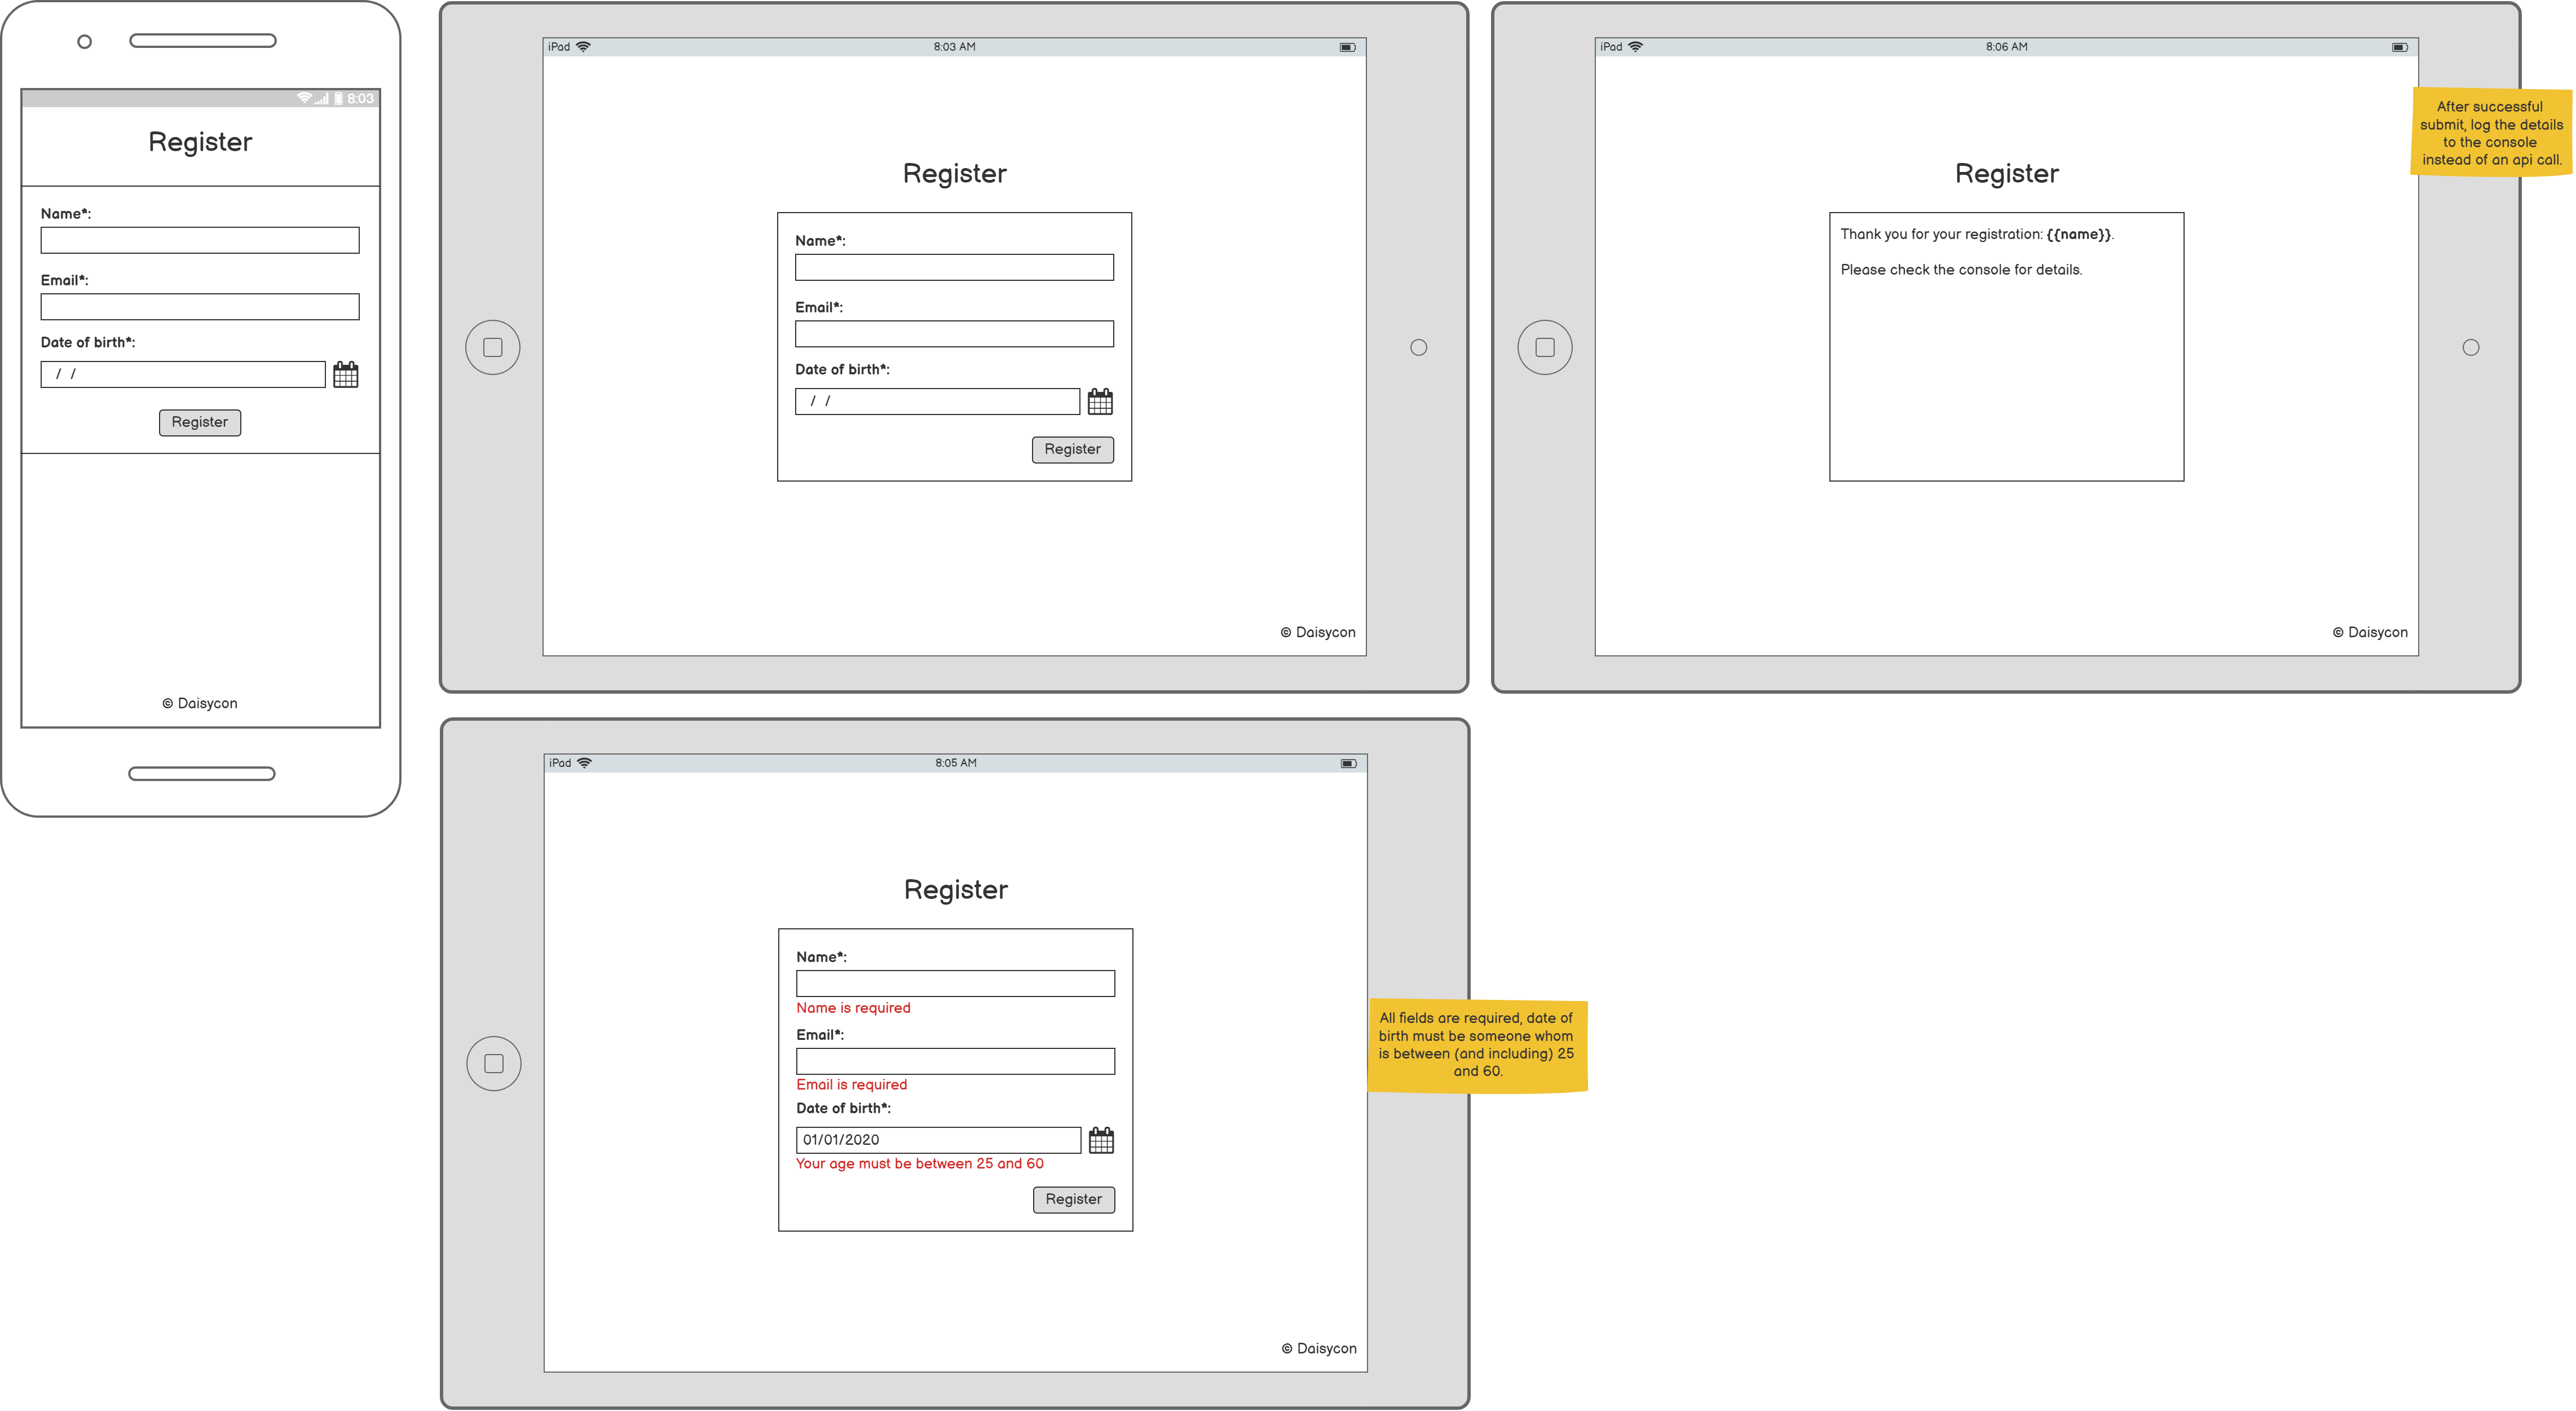 8:03
Register
Name*:
Email*:
Date of birth*:
/ /
Register
© Daisycon
iPad
8:03 AM
Register
Name*:
Email*:
Date of birth*:
/ /
Register
© Daisycon
iPad
8:06 AM
Register
Thank you for your registration: {{name}}.
Please check the console for details.
© Daisycon
After successful
submit, log the details
to the console
instead of an api call.
iPad
8:05 AM
Register
Name*:
Name is required
Email*:
Email is required
Date of birth*:
01/01/2020
Your age must be between 25 and 60
Register
© Daisycon
All fields are required, date of
birth must be someone whom
is between (and including) 25
and 60.